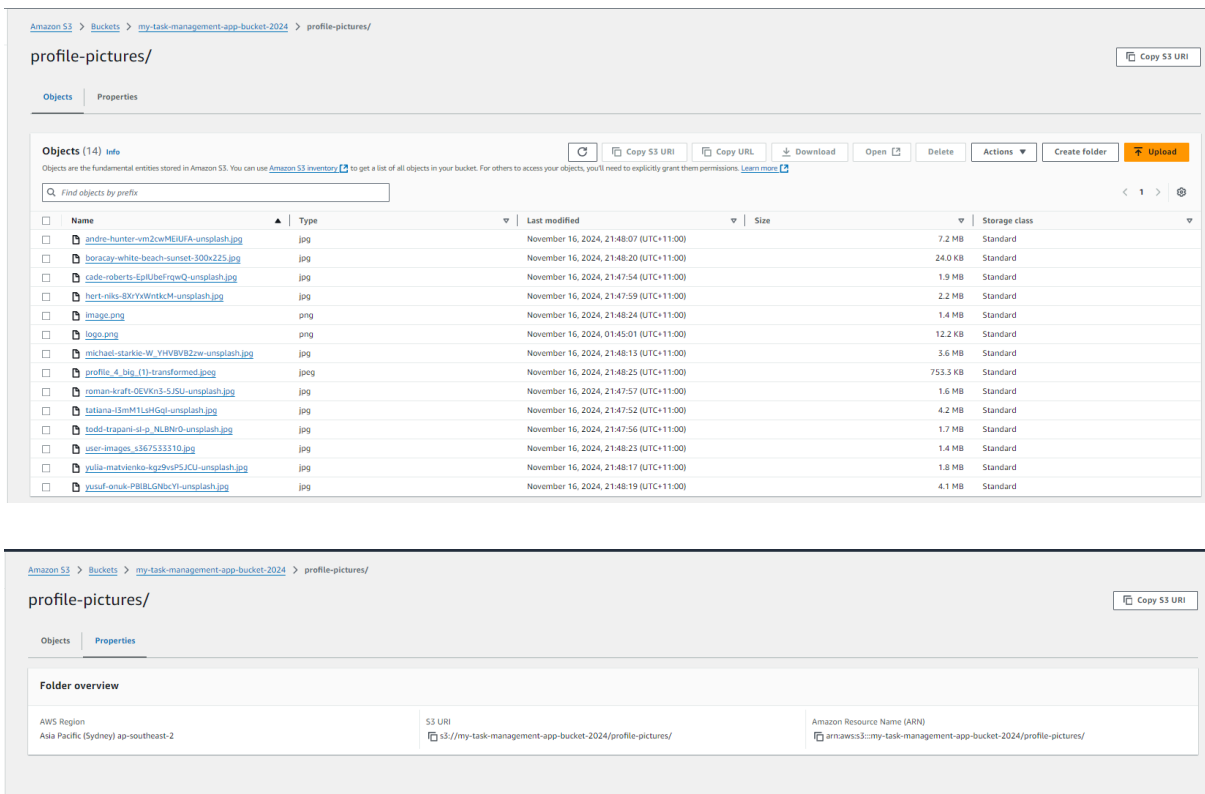 Amazon S3 > Buckets > my-task-management-app-bucket-2024 > profile-pictures/
profile-pictures/
Copy S3 URI
Objects Properties
Objects (14) Info
Copy S3 URI Copy URL Download Open Delete Actions Create folder Upload
Objects are the fundamental entities stored in Amazon S3. You can use Amazon S3 inventory to get a list of all objects in your bucket. For others to access your objects, you'll need to explicitly grant them permissions. Learn more
Find objects by prefix
< 1 >
Name Type Last modified Size Storage class
andre-hunter-vm2cwMEiUFA-unsplash.jpg jpg November 16, 2024, 21:48:07 (UTC+11:00) 7.2 MB Standard
boracay-white-beach-sunset-300x225.jpg jpg November 16, 2024, 21:48:20 (UTC+11:00) 24.0 KB Standard
cade-roberts-EpIUbeFrqwQ-unsplash.jpg jpg November 16, 2024, 21:47:54 (UTC+11:00) 1.9 MB Standard
hert-niks-8XrYxWntkcM-unsplash.jpg jpg November 16, 2024, 21:47:59 (UTC+11:00) 2.2 MB Standard
image.png png November 16, 2024, 21:48:24 (UTC+11:00) 1.4 MB Standard
logo.png png November 16, 2024, 01:45:01 (UTC+11:00) 12.2 KB Standard
michael-starkie-W_YHVBVB2zw-unsplash.jpg jpg November 16, 2024, 21:48:13 (UTC+11:00) 3.6 MB Standard
profile_4_big_(1)-transformed.jpeg jpeg November 16, 2024, 21:48:25 (UTC+11:00) 753.3 KB Standard
roman-kraft-0EVKn3-5JSU-unsplash.jpg jpg November 16, 2024, 21:47:57 (UTC+11:00) 1.6 MB Standard
tatiana-l3mM1LsHGqI-unsplash.jpg jpg November 16, 2024, 21:47:52 (UTC+11:00) 4.2 MB Standard
todd-trapani-sI-p_NLBNr0-unsplash.jpg jpg November 16, 2024, 21:47:56 (UTC+11:00) 1.7 MB Standard
user-images_s367533310.jpg jpg November 16, 2024, 21:48:23 (UTC+11:00) 1.4 MB Standard
yulia-matvienko-kgz9vsP5JCU-unsplash.jpg jpg November 16, 2024, 21:48:17 (UTC+11:00) 1.8 MB Standard
yusuf-onuk-PBlBLGNbcYI-unsplash.jpg jpg November 16, 2024, 21:48:19 (UTC+11:00) 4.1 MB Standard
Amazon S3 > Buckets > my-task-management-app-bucket-2024 > profile-pictures/
profile-pictures/
Copy S3 URI
Objects Properties
Folder overview
AWS Region S3 URI Amazon Resource Name (ARN)
Asia Pacific (Sydney) ap-southeast-2 s3://my-task-management-app-bucket-2024/profile-pictures/ arn:aws:s3:::my-task-management-app-bucket-2024/profile-pictures/